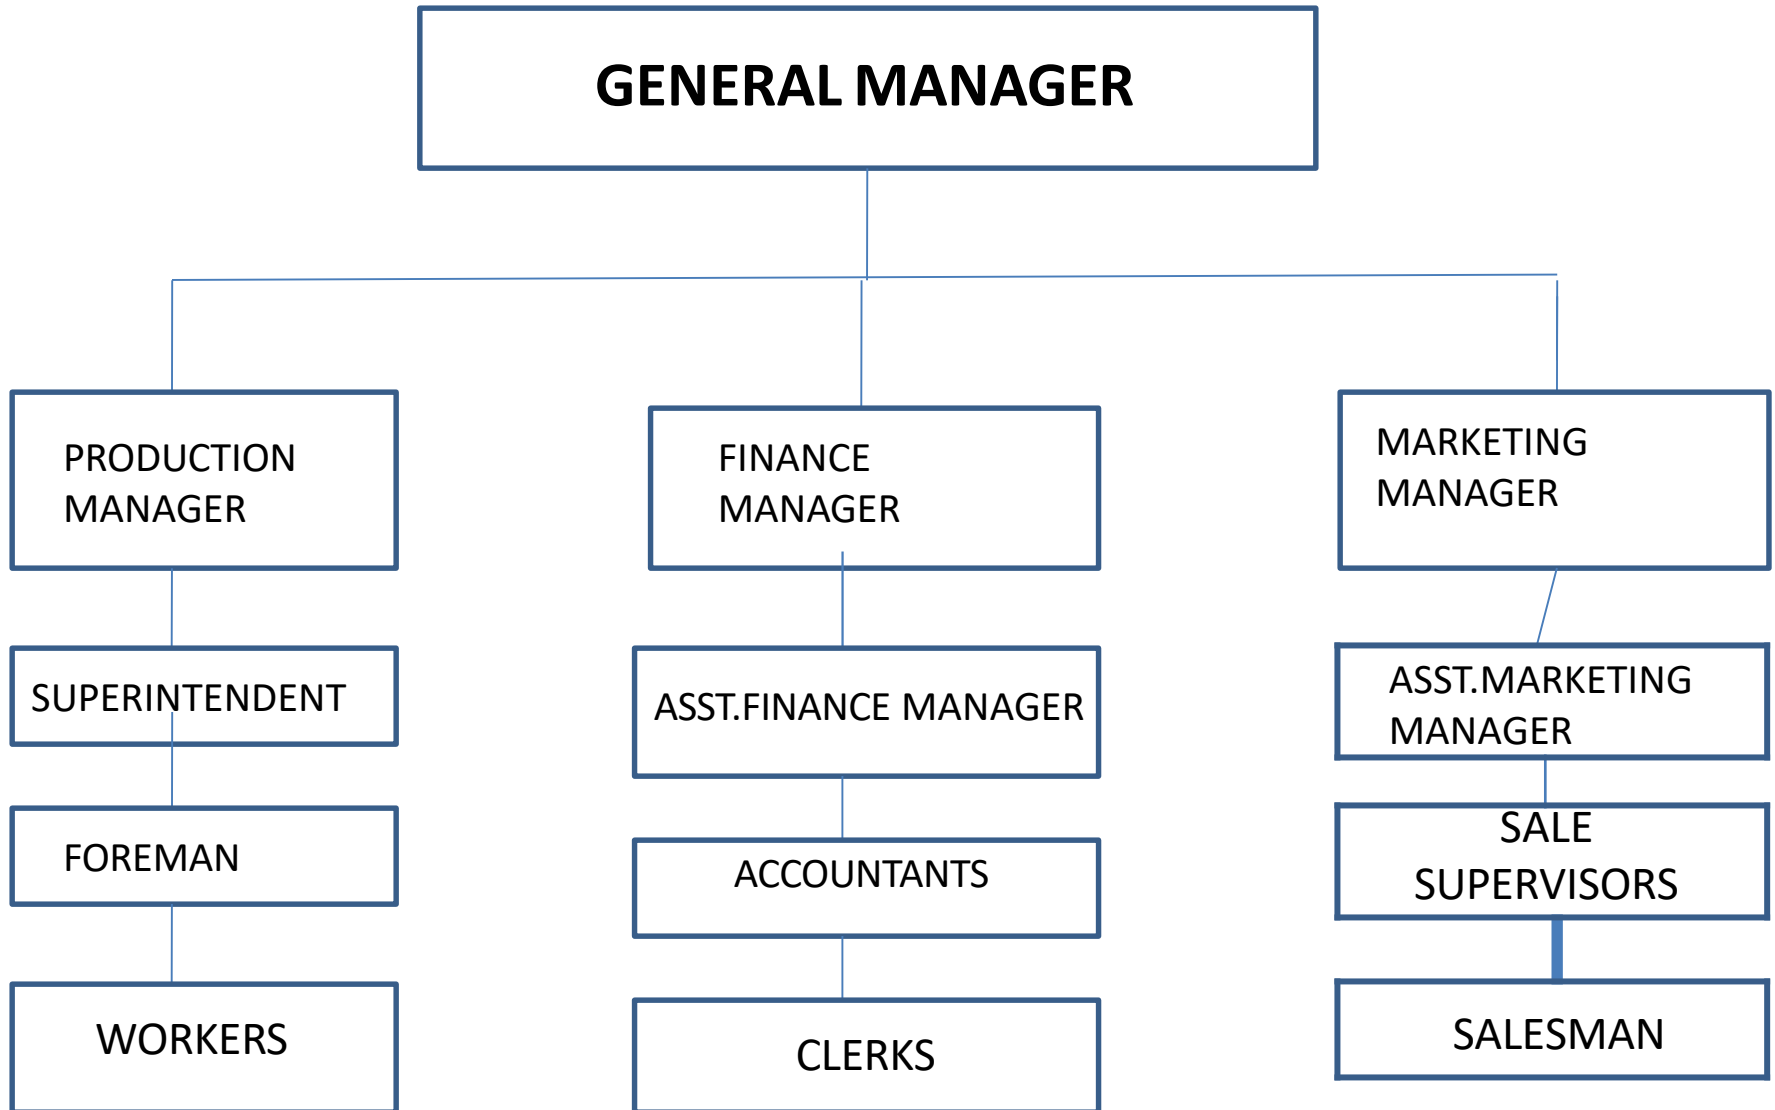 GENERAL MANAGER
PRODUCTION
MANAGER
FINANCE
MANAGER
MARKETING
MANAGER
SUPERINTENDENT
ASST.FINANCE MANAGER
ASST.MARKETING
MANAGER
FOREMAN
ACCOUNTANTS
SALE
SUPERVISORS
WORKERS
CLERKS
SALESMAN